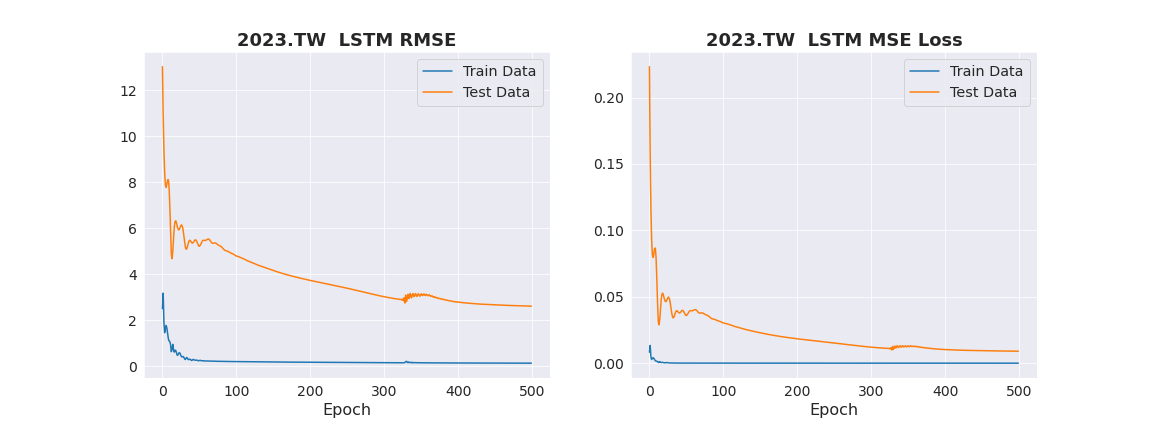 2023.TW  LSTM RMSE
Train Data
Test Data
12
10
8
6
4
2
0
0 100 200 300 400 500
Epoch
2023.TW  LSTM MSE Loss
Train Data
Test Data
0.20
0.15
0.10
0.05
0.00
0 100 200 300 400 500
Epoch